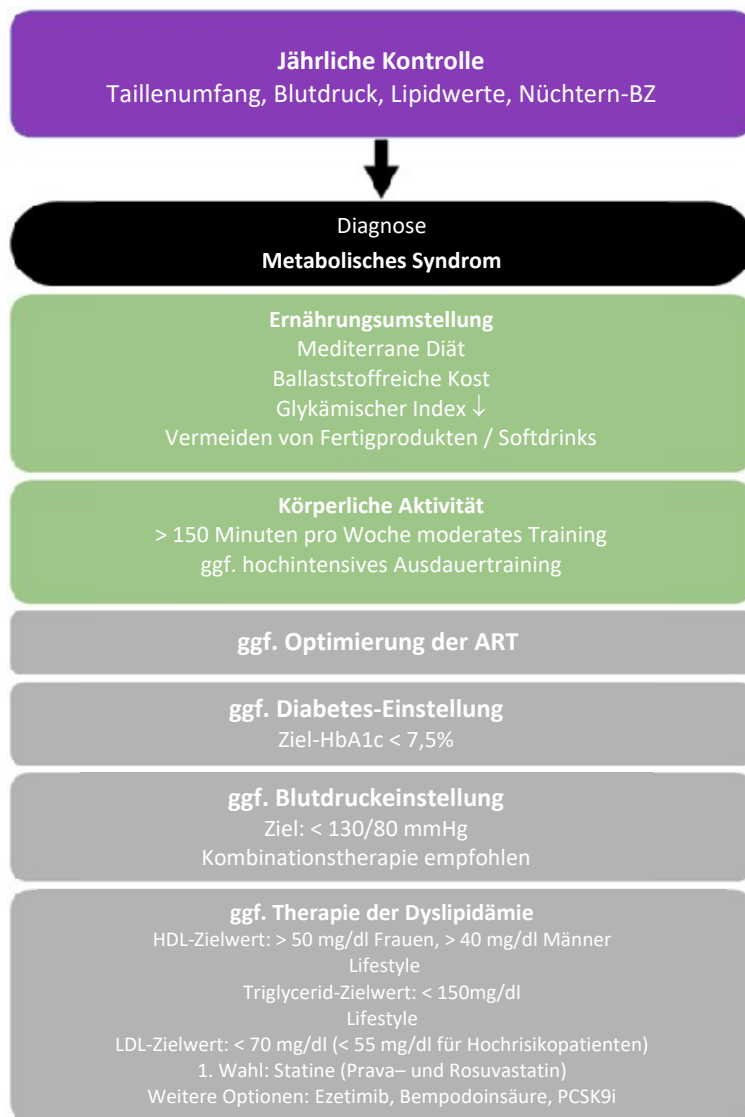 Jährliche Kontrolle
Taillenumfang, Blutdruck, Lipidwerte, Nüchtern-BZ
Diagnose
Metabolisches Syndrom
Ernährungsumstellung
Mediterrane Diät
Ballaststoffreiche Kost
Glykämischer Index ↓
Vermeiden von Fertigprodukten / Softdrinks
Körperliche Aktivität
> 150 Minuten pro Woche moderates Training
ggf. hochintensives Ausdauertraining
ggf. Optimierung der ART
ggf. Diabetes-Einstellung
Ziel-HbA1c < 7,5%
ggf. Blutdruckeinstellung
Ziel: < 130/80 mmHg
Kombinationstherapie empfohlen
ggf. Therapie der Dyslipidämie
HDL-Zielwert: > 50 mg/dl Frauen, > 40 mg/dl Männer
Lifestyle
Triglycerid-Zielwert: < 150mg/dl
Lifestyle
LDL-Zielwert: < 70 mg/dl (< 55 mg/dl für Hochrisikopatienten)
1. Wahl: Statine (Prava– und Rosuvastatin)
Weitere Optionen: Ezetimib, Bempodoinsäure, PCSK9i